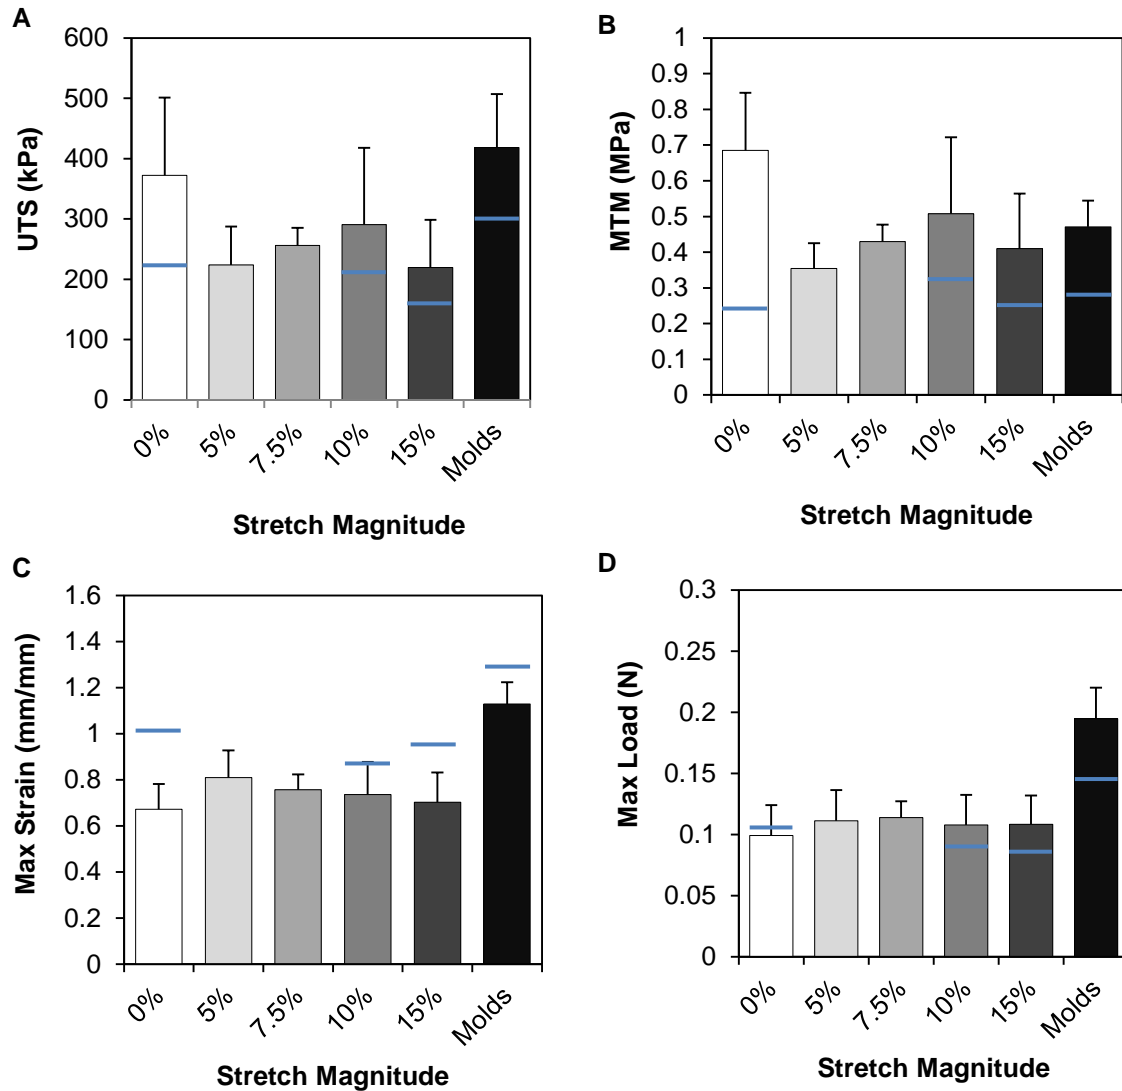 A
UTS (kPa)
600
500
400
300
200
100
0
0% 5% 7.5% 10% 15% Molds
Stretch Magnitude
B
MTM (MPa)
1
0.9
0.8
0.7
0.6
0.5
0.4
0.3
0.2
0.1
0
0% 5% 7.5% 10% 15% Molds
Stretch Magnitude
C
Max Strain (mm/mm)
1.6
1.4
1.2
1
0.8
0.6
0.4
0.2
0
0% 5% 7.5% 10% 15% Molds
Stretch Magnitude
D
Max Load (N)
0.3
0.25
0.2
0.15
0.1
0.05
0
0% 5% 7.5% 10% 15% Molds
Stretch Magnitude